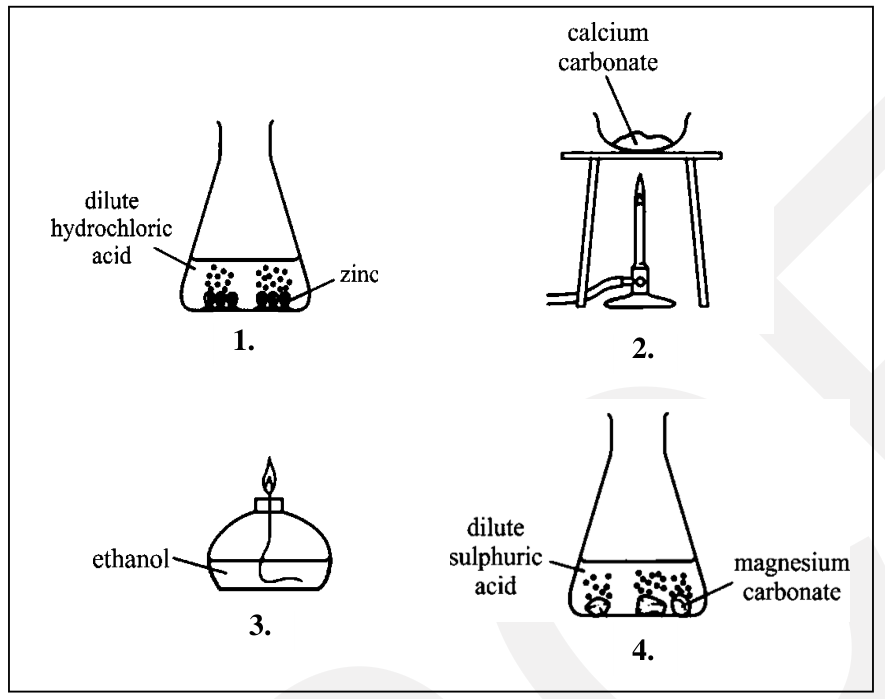 calcium
carbonate
dilute
hydrochloric
acid
zinc
1.
2.
ethanol
3.
dilute
sulphuric
acid
magnesium
carbonate
4.